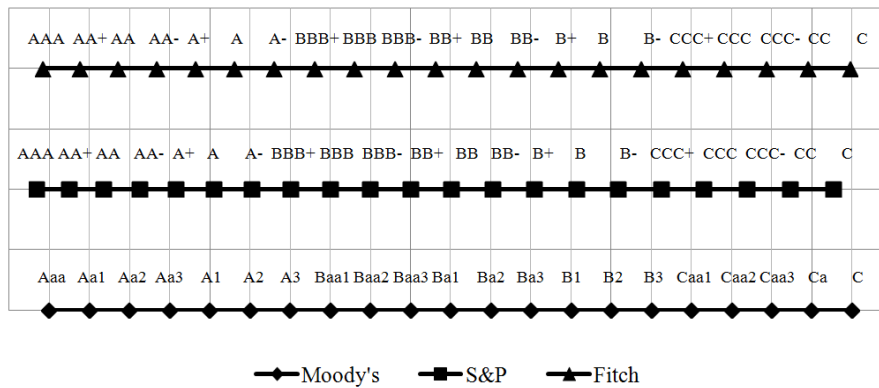 AAA AA+ AA AA- A+ A A- BBB+ BBB BBB- BB+ BB BB- B+ B B- CCC+ CCC CCC- CC C
AAA AA+ AA AA- A+ A A- BBB+ BBB BBB- BB+ BB BB- B+ B B- CCC+ CCC CCC- CC C
Aaa Aa1 Aa2 Aa3 A1 A2 A3 Baa1 Baa2 Baa3 Ba1 Ba2 Ba3 B1 B2 B3 Caa1 Caa2 Caa3 Ca C
Moody's S&P Fitch